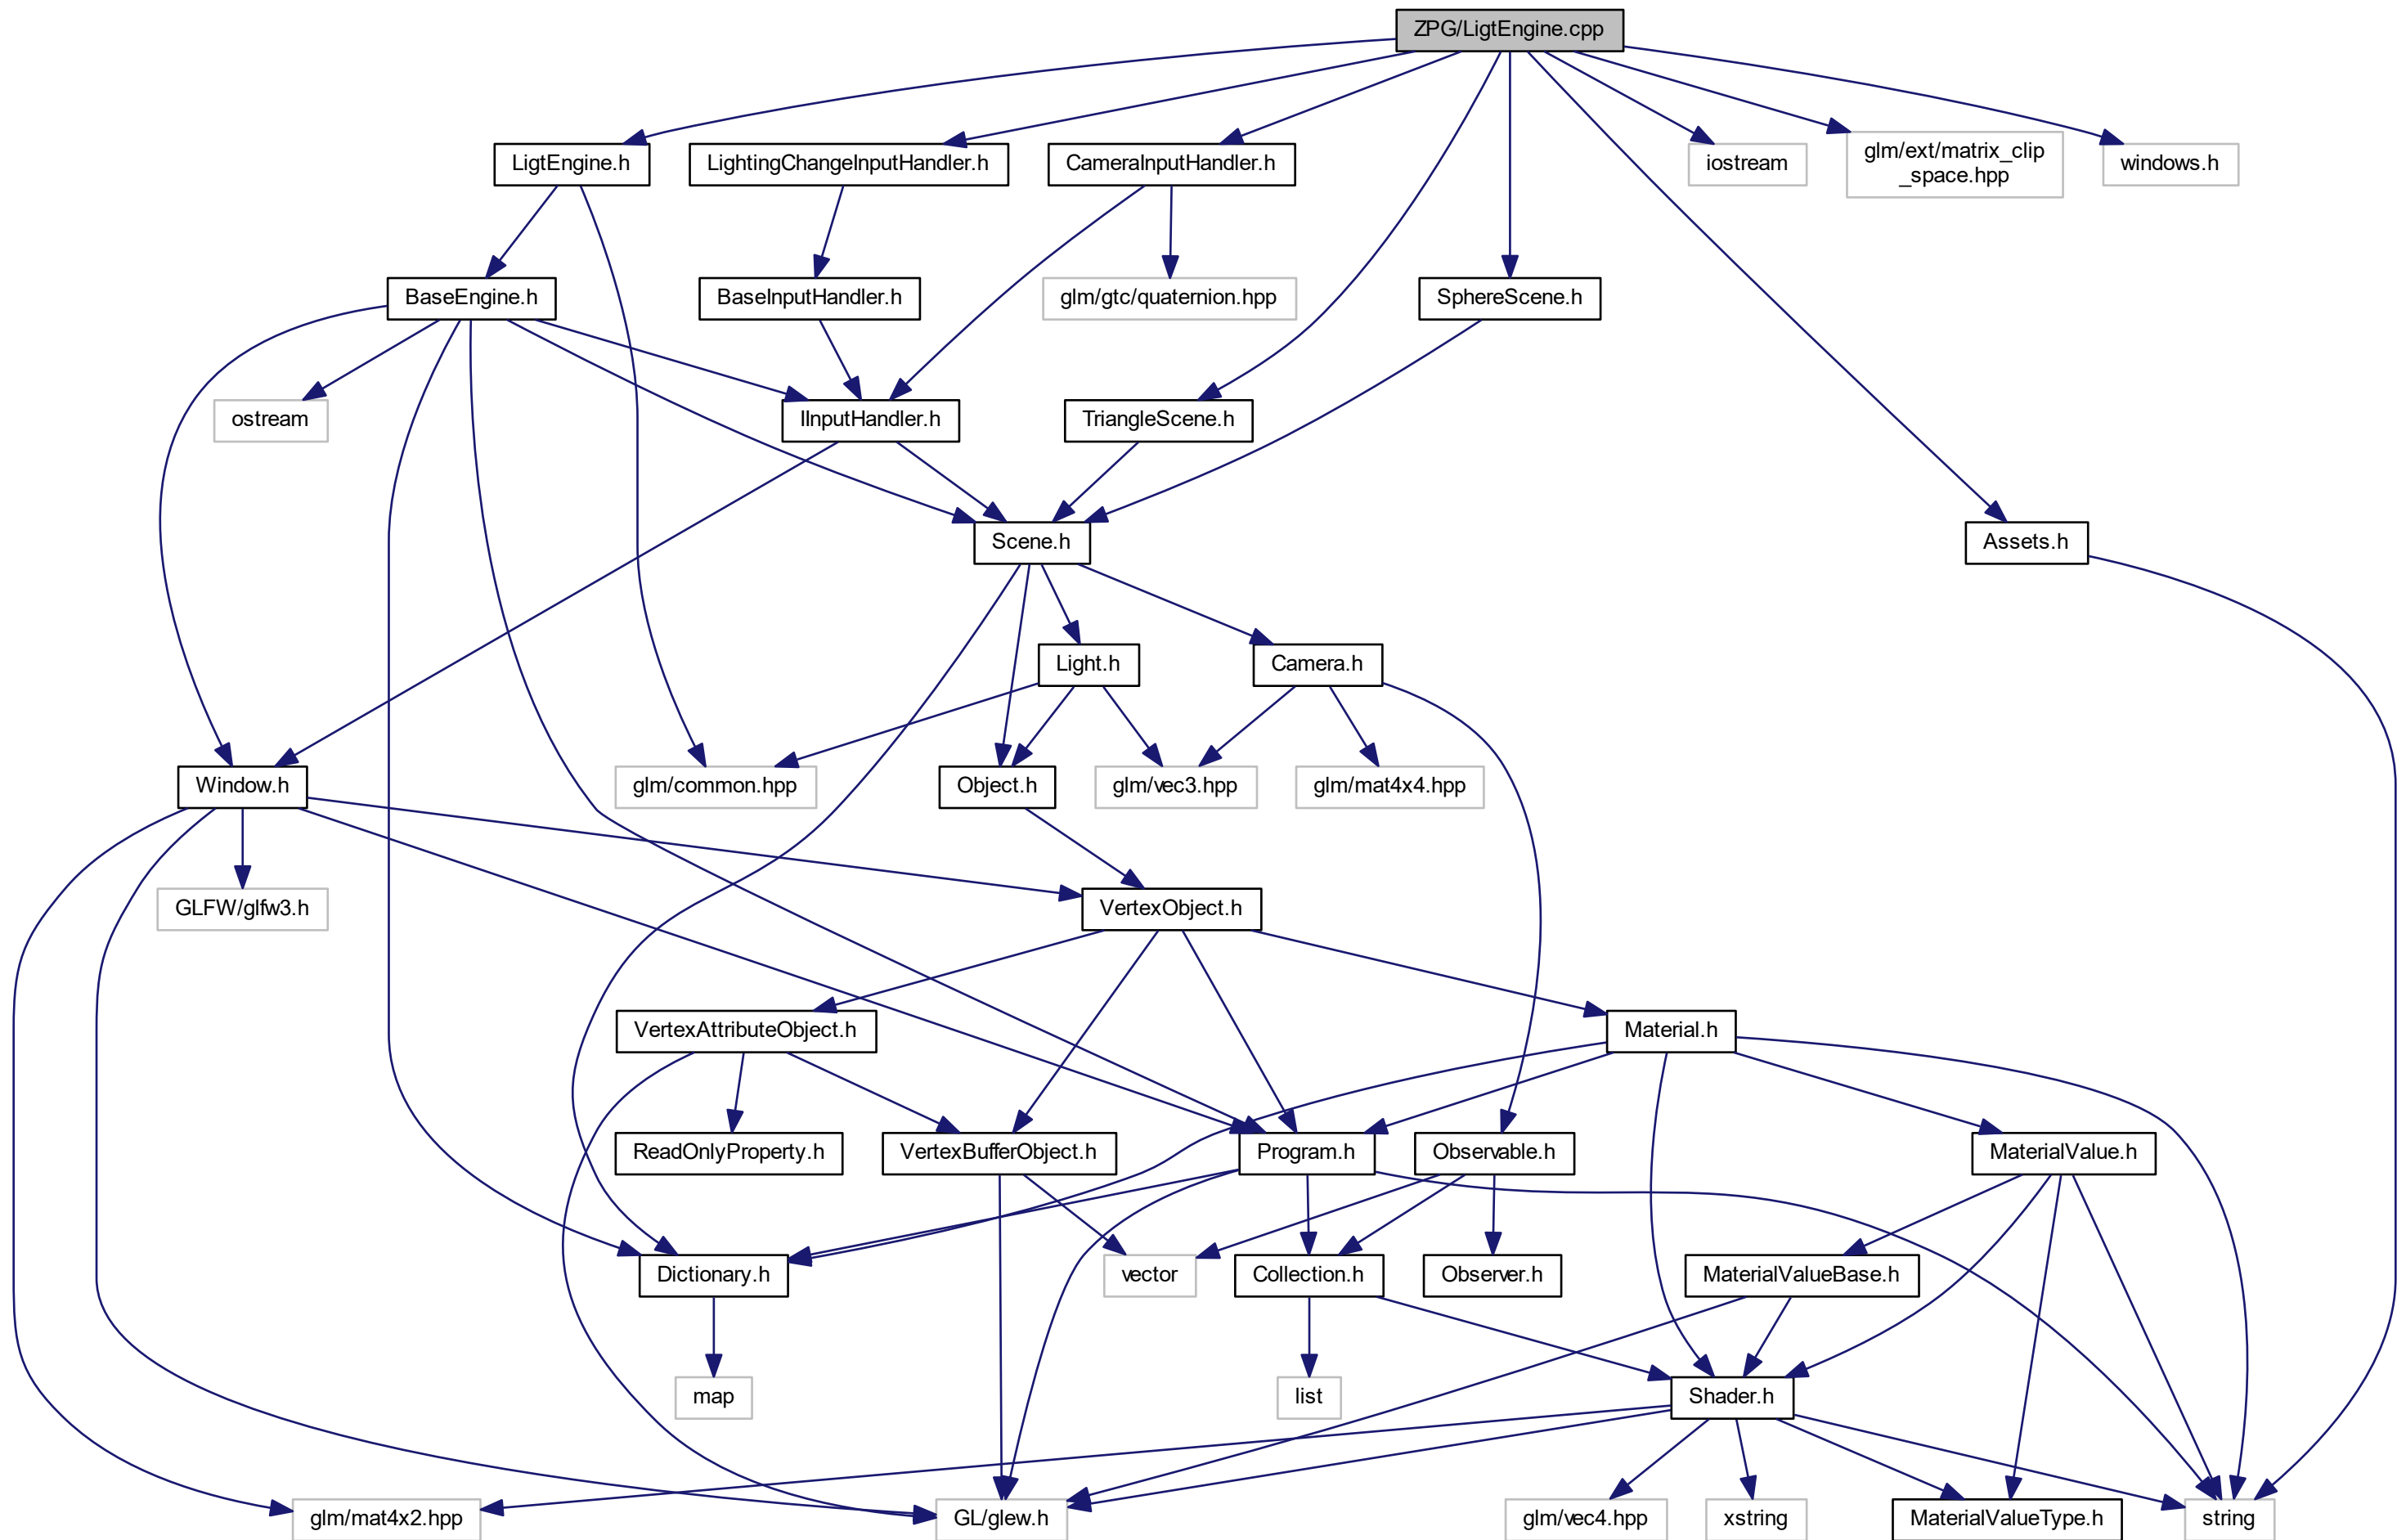 ZPG/LigtEngine.cpp
LigtEngine.h
LightingChangeInputHandler.h
CameraInputHandler.h
iostream
glm/ext/matrix_clip
_space.hpp
windows.h
BaseEngine.h
BaseInputHandler.h
glm/gtc/quaternion.hpp
SphereScene.h
ostream
IInputHandler.h
TriangleScene.h
Scene.h
Assets.h
Light.h
Camera.h
Window.h
glm/common.hpp
Object.h
glm/vec3.hpp
glm/mat4x4.hpp
GLFW/glfw3.h
VertexObject.h
VertexAttributeObject.h
Material.h
ReadOnlyProperty.h
VertexBufferObject.h
Program.h
Observable.h
MaterialValue.h
Dictionary.h
vector
Collection.h
Observer.h
MaterialValueBase.h
map
list
Shader.h
glm/mat4x2.hpp
GL/glew.h
glm/vec4.hpp
xstring
MaterialValueType.h
string